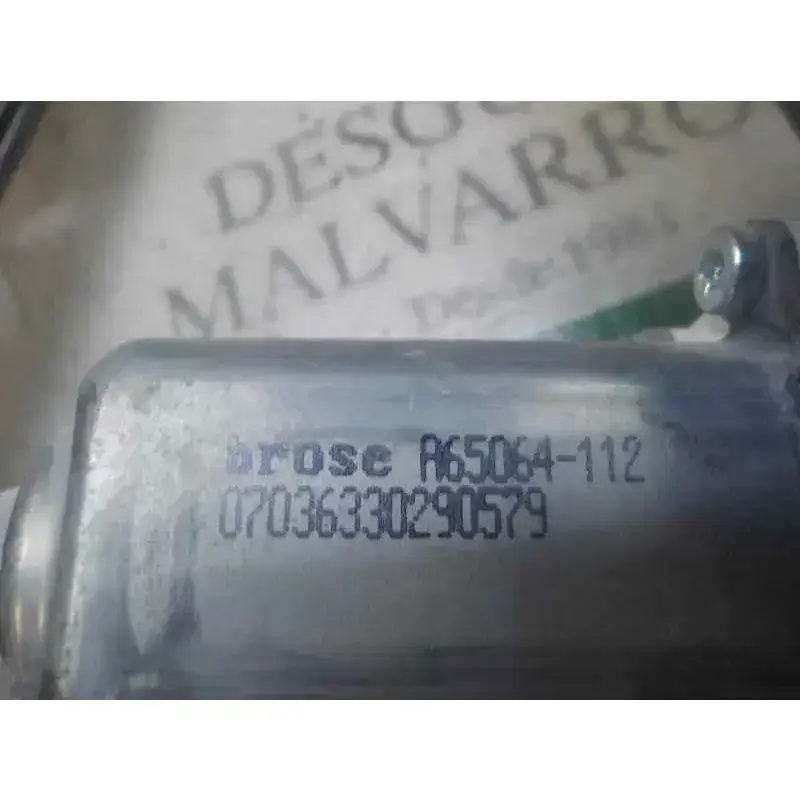 DESGU
MALVARRO
Desde 1981
brose A65064-112
07036330290579